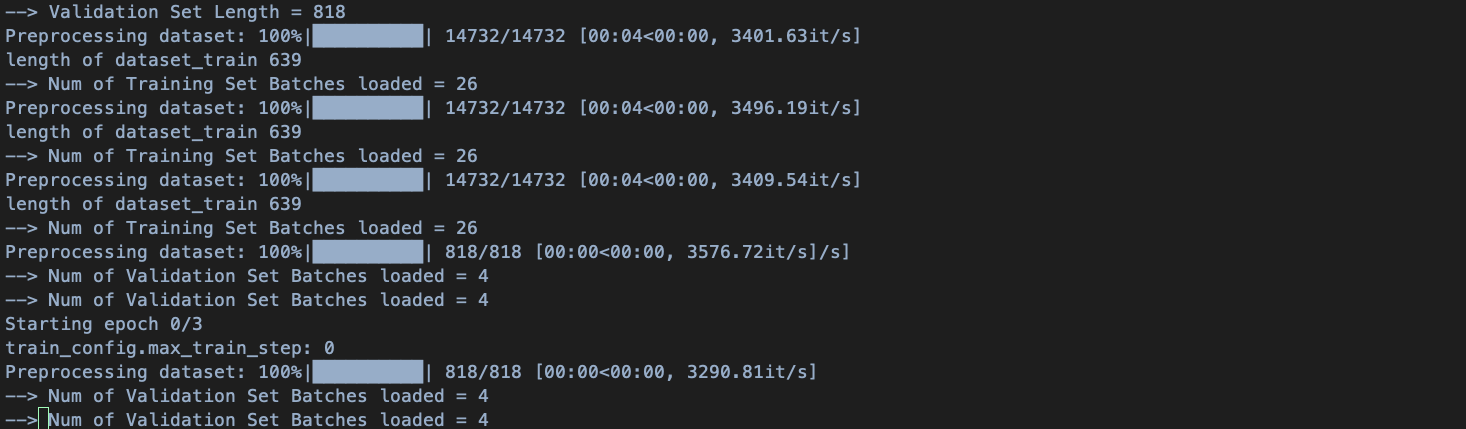 --> Validation Set Length = 818
Preprocessing dataset: 100%|██████████| 14732/14732 [00:04<00:00, 3401.63it/s]
length of dataset_train 639
--> Num of Training Set Batches loaded = 26
Preprocessing dataset: 100%|██████████| 14732/14732 [00:04<00:00, 3496.19it/s]
length of dataset_train 639
--> Num of Training Set Batches loaded = 26
Preprocessing dataset: 100%|██████████| 14732/14732 [00:04<00:00, 3409.54it/s]
length of dataset_train 639
--> Num of Training Set Batches loaded = 26
Preprocessing dataset: 100%|██████████| 818/818 [00:00<00:00, 3576.72it/s]/s]
--> Num of Validation Set Batches loaded = 4
--> Num of Validation Set Batches loaded = 4
Starting epoch 0/3
train_config.max_train_step: 0
Preprocessing dataset: 100%|██████████| 818/818 [00:00<00:00, 3290.81it/s]
--> Num of Validation Set Batches loaded = 4
--> Num of Validation Set Batches loaded = 4